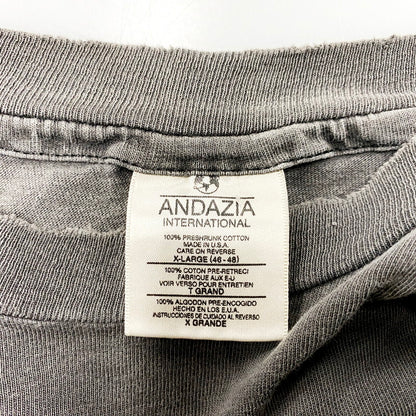 ANDAZIA
INTERNATIONAL
100% PRESHRUNK COTTON
MADE IN U.S.A.
CARE ON REVERSE
X-LARGE (46-48)
100% COTON PRE-RETRECI
FABRIQUE AUX E-U
VOIR VERSO POUR ENTRETIEN
T GRAND
100% ALGODON PRE-ENCOGIDO
HECHO EN LOS E.U.A.
INSTRUCCIONES DE CUIDADO AL REVERSO
X GRANDE